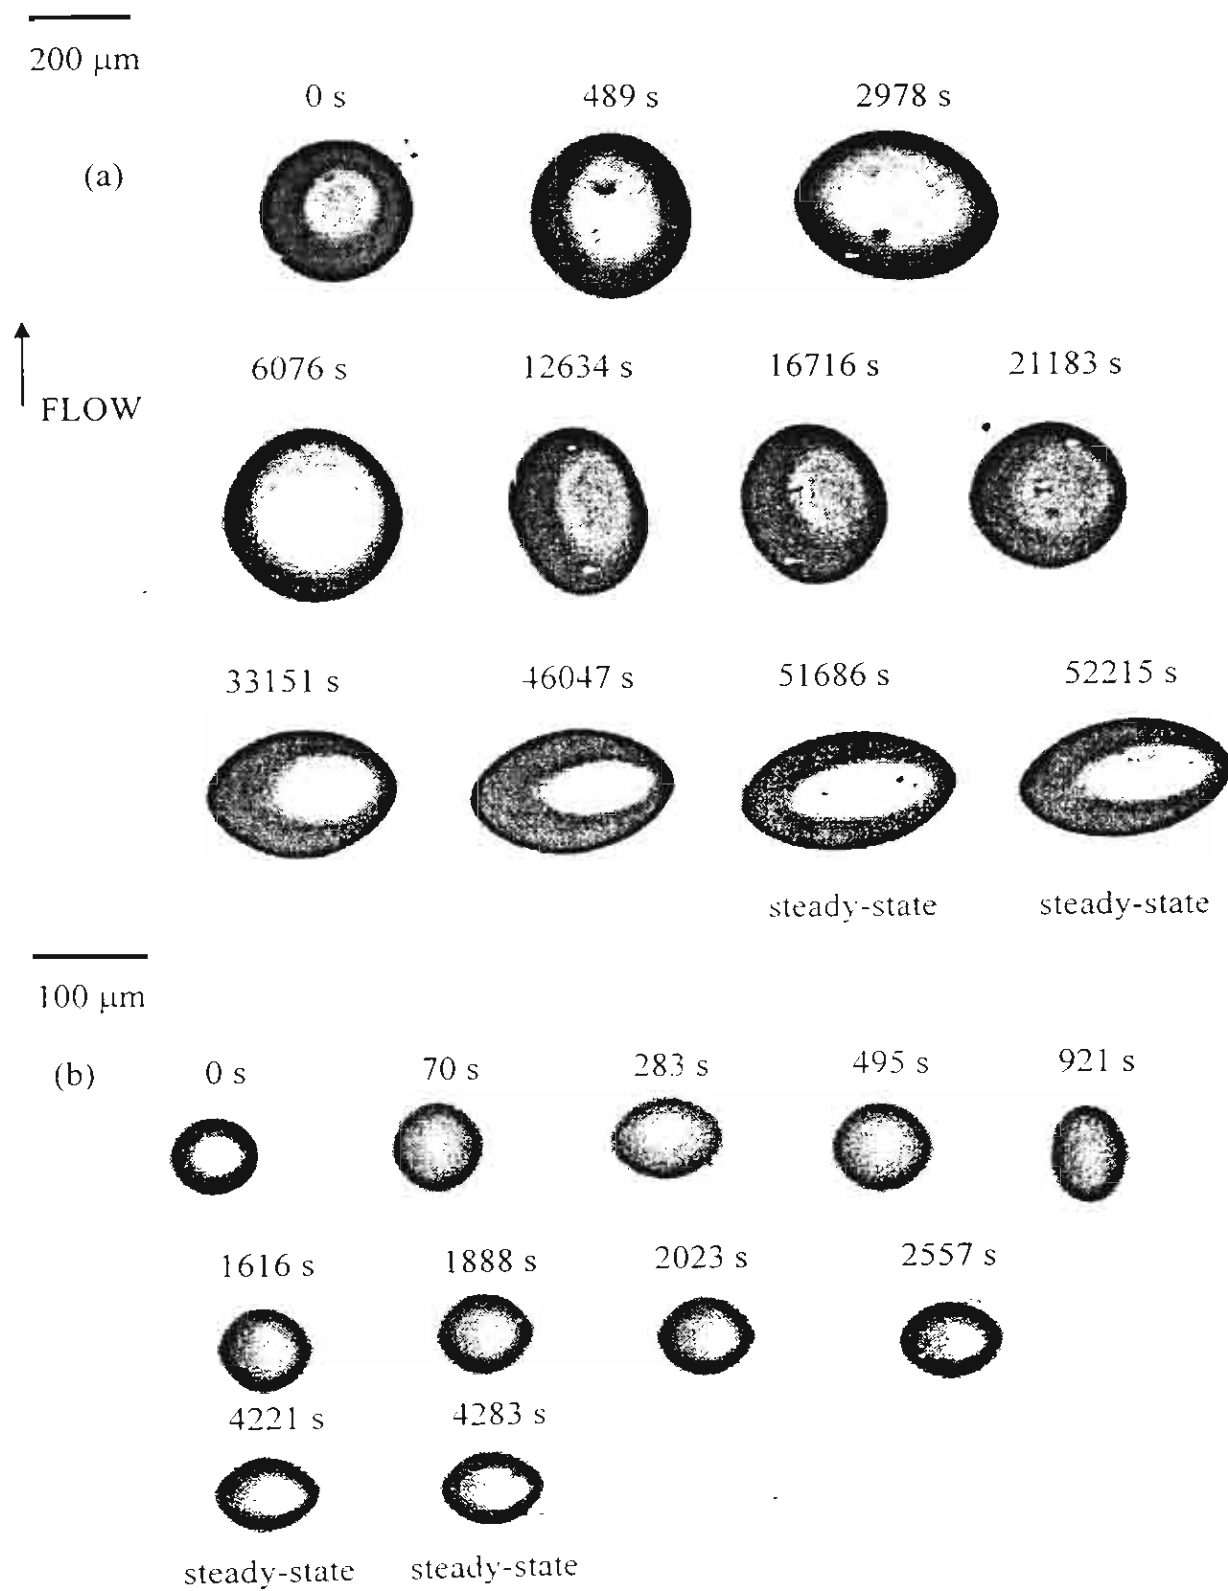 200 μm
0 s 489 s 2978 s
(a)
6076 s 12634 s 16716 s 21183 s
FLOW
33151 s 46047 s 51686 s 52215 s
steady-state steady-state
100 μm
(b) 0 s 70 s 283 s 495 s 921 s
1616 s 1888 s 2023 s 2557 s
4221 s 4283 s
steady-state steady-state